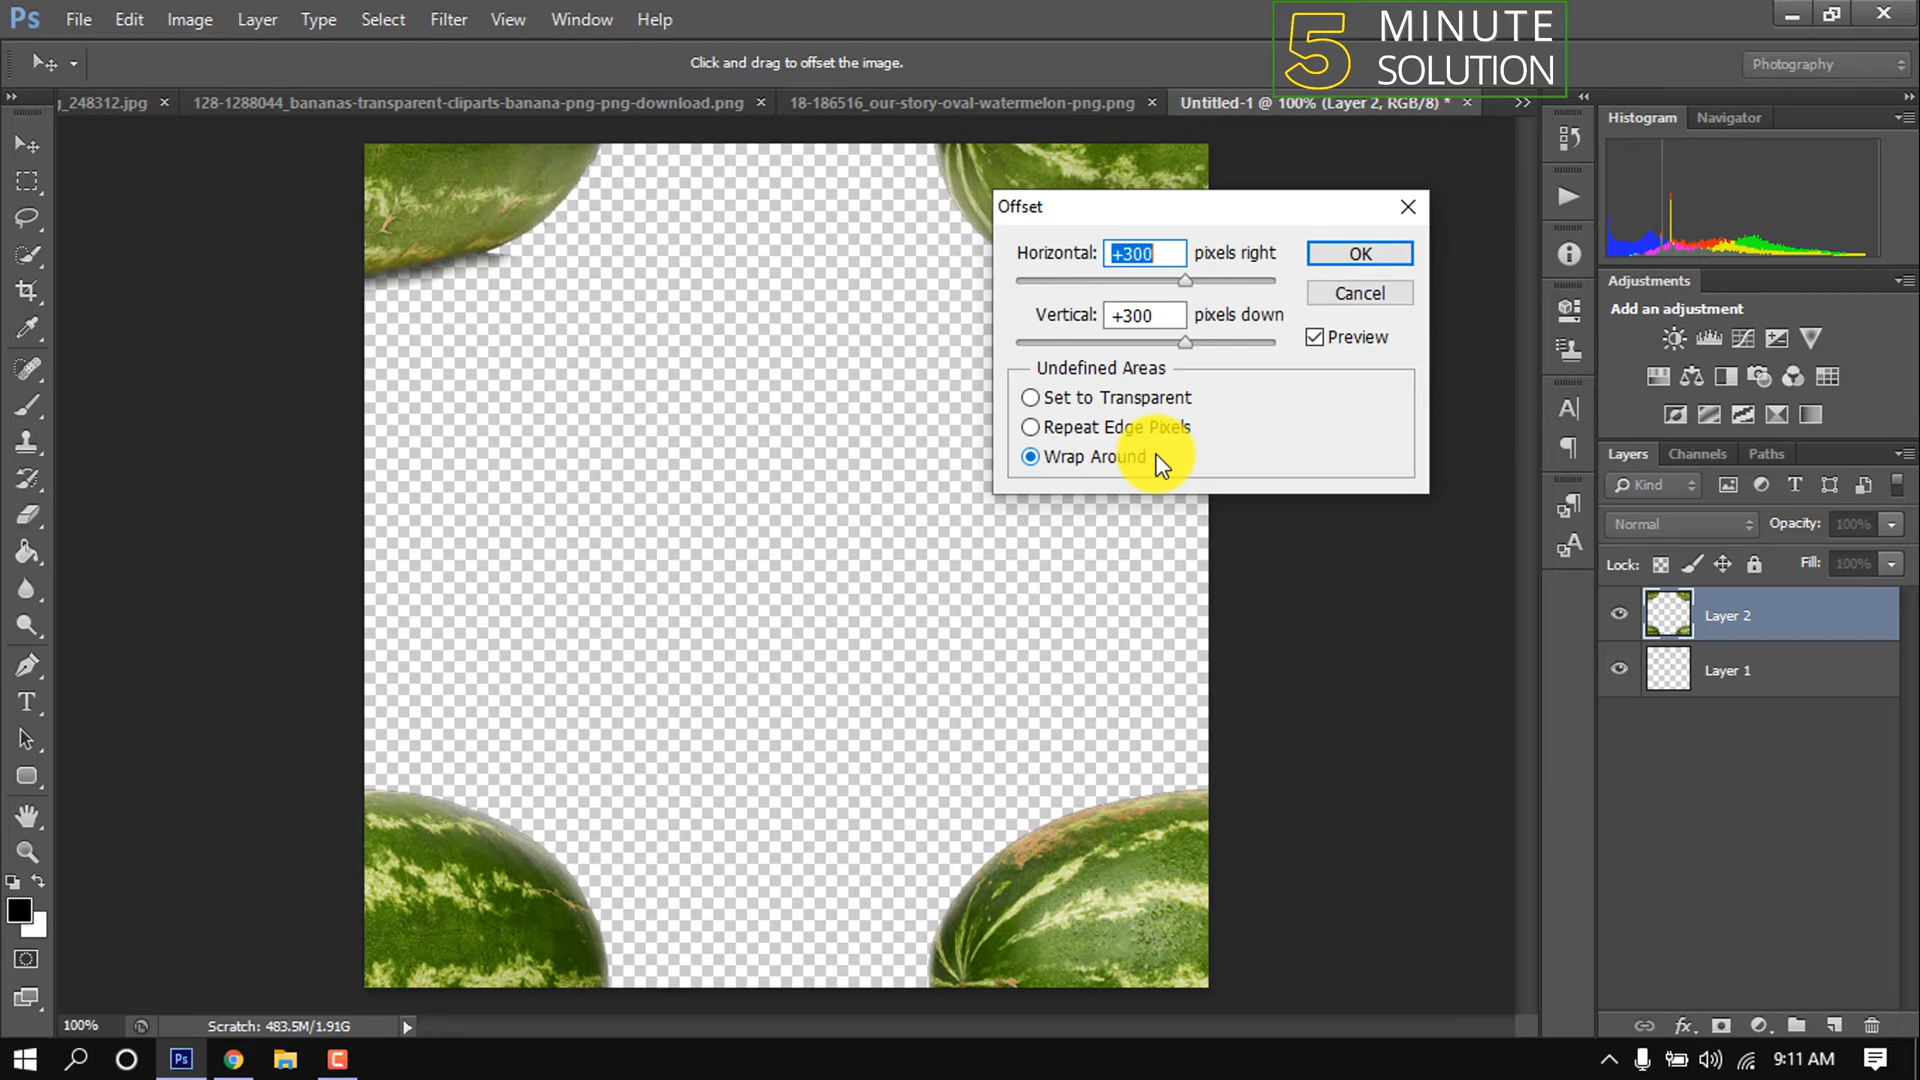 Ps File Edit Image Layer Type Select Filter View Window Help
5 MINUTE SOLUTION
Click and drag to offset the image.
Photography
g_248312.jpg × 128-1288044_bananas-transparent-cliparts-banana-png-png-download.png × 18-186516_our-story-oval-watermelon-png.png × Untitled-1 @ 100% (Layer 2, RGB/8) * ×
Histogram Navigator
Offset
Horizontal: +300 pixels right OK
Cancel
Vertical: +300 pixels down
Preview
Undefined Areas
Set to Transparent
Repeat Edge Pixels
Wrap Around
Adjustments
Add an adjustment
Layers Channels Paths
Kind
Normal Opacity: 100%
Lock: Fill: 100%
Layer 2
Layer 1
100% Scratch: 483.5M/1.91G
Ps 9:11 AM